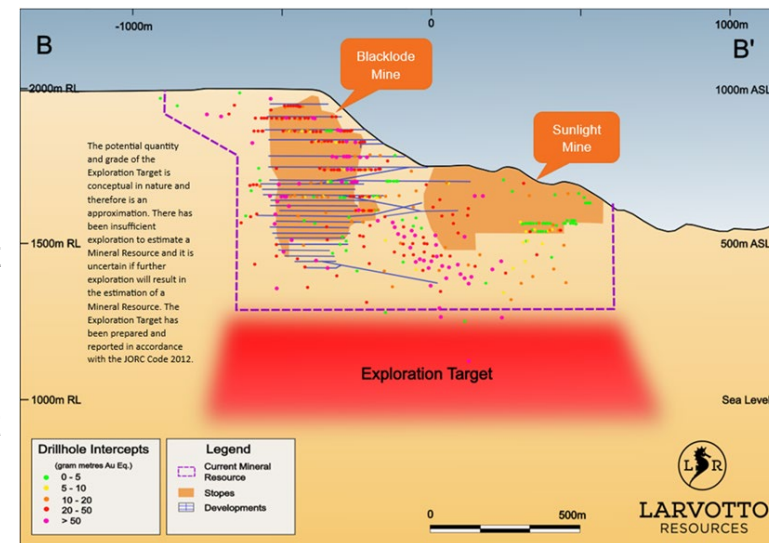 -1000m
0
1000m
B
B'
Blacklode
Mine
Sunlight
Mine
2000m RL
1000m ASL
The potential quantity
and grade of the
Exploration Target is
conceptual in nature and
therefore is an
approximation. There has
been insufficient
exploration to estimate a
Mineral Resource and it is
uncertain if further
exploration will result in
the estimation of a
Mineral Resource. The
Exploration Target has
been prepared and
reported in accordance
with the JORC Code 2012.
1500m RL
500m ASL
Exploration Target
1000m RL
Sea Level
Drillhole Intercepts
(gram metres Au Eq.)
0 - 5
5 - 10
10 - 20
20 - 50
> 50
Legend
Current Mineral
Resource
Stopes
Developments
0
500m
L R
LARVOTTO
RESOURCES